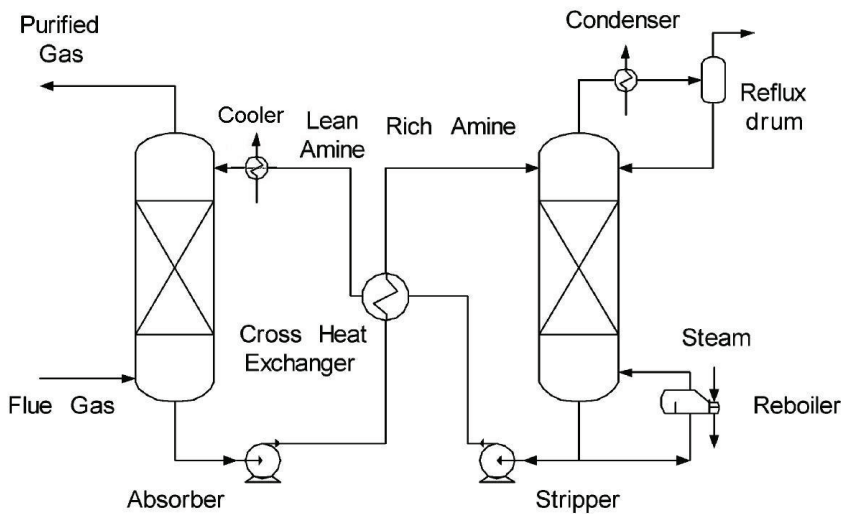 Purified
Gas
Condenser
Reflux
drum
Cooler
Lean
Amine
Rich Amine
Cross Heat
Exchanger
Steam
Reboiler
Flue Gas
Absorber
Stripper